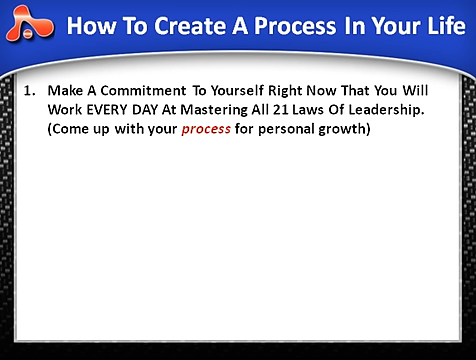 How To Create A Process In Your Life
1. Make A Commitment To Yourself Right Now That You Will
Work EVERY DAY At Mastering All 21 Laws Of Leadership.
(Come up with your process for personal growth)